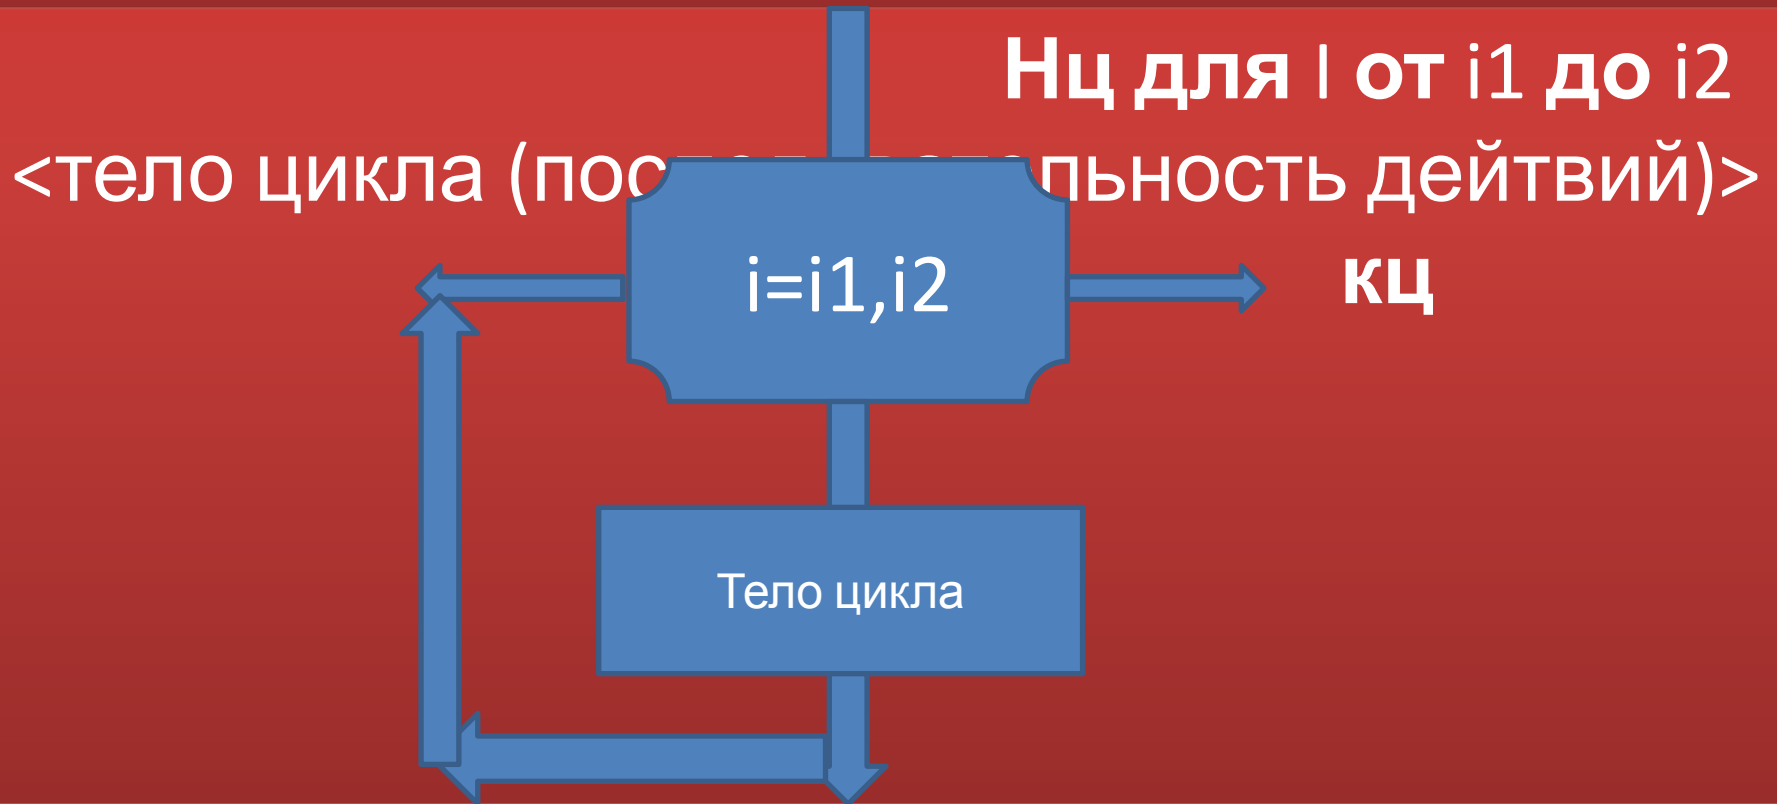 Нц для I от i1 до i2
<тело цикла (пос льность дейтвий)>
кц
i=i1,i2
Тело цикла